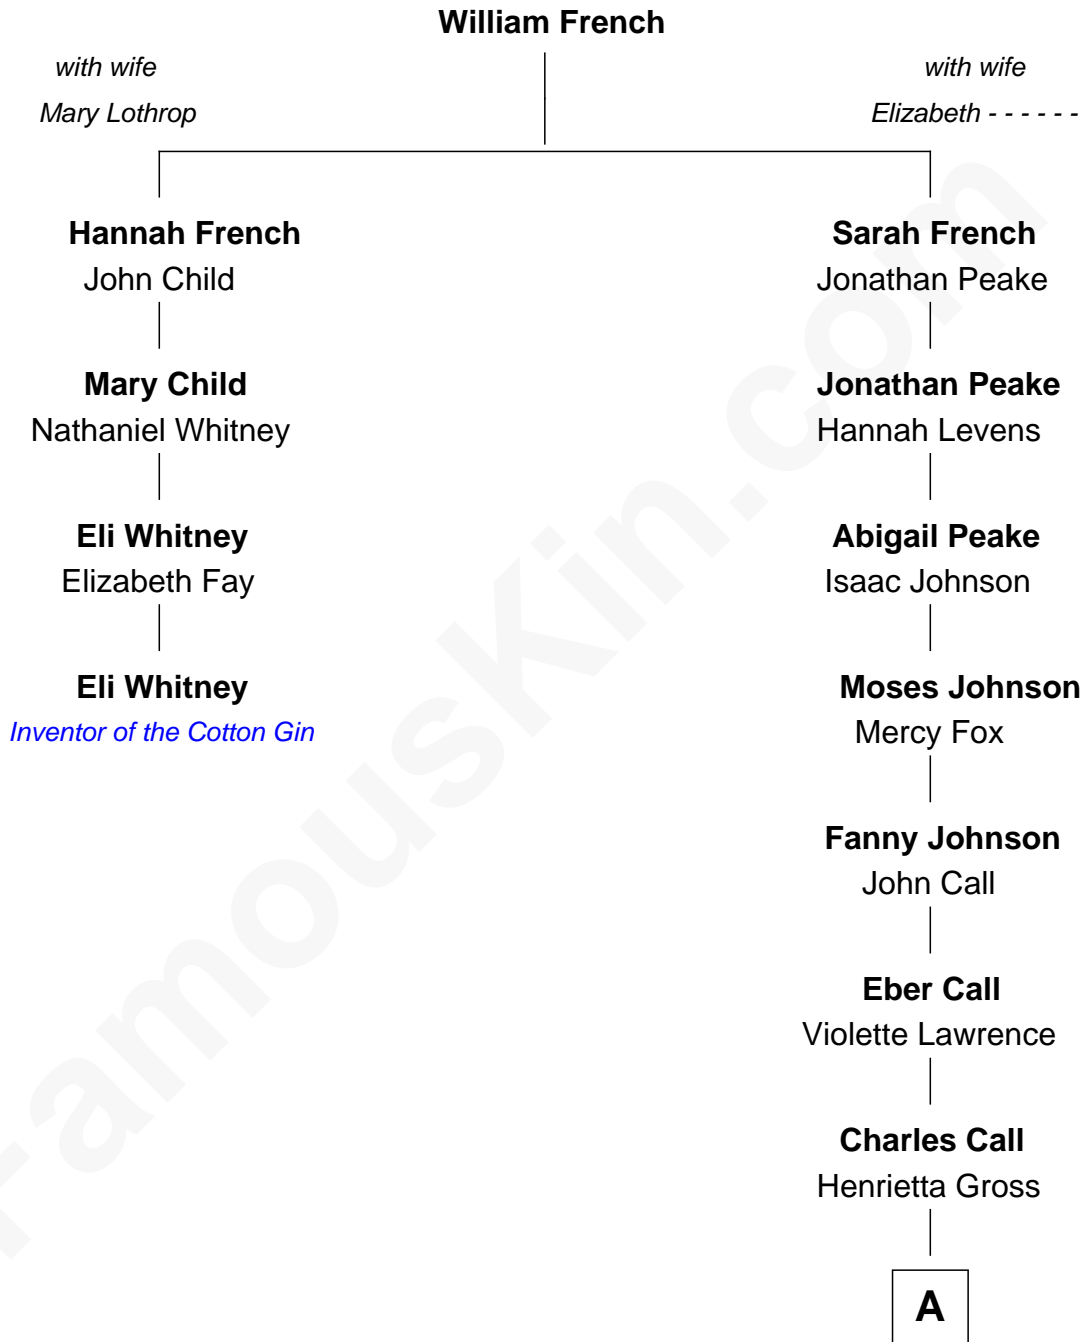 William French
with wife
Mary Lothrop
with wife
Elizabeth - - - - - -
Hannah French
John Child
Sarah French
Jonathan Peake
Mary Child
Nathaniel Whitney
Jonathan Peake
Hannah Levens
Eli Whitney
Elizabeth Fay
Abigail Peake
Isaac Johnson
Eli Whitney
Inventor of the Cotton Gin
Moses Johnson
Mercy Fox
Fanny Johnson
John Call
Eber Call
Violette Lawrence
Charles Call
Henrietta Gross
A
FamousKin.com